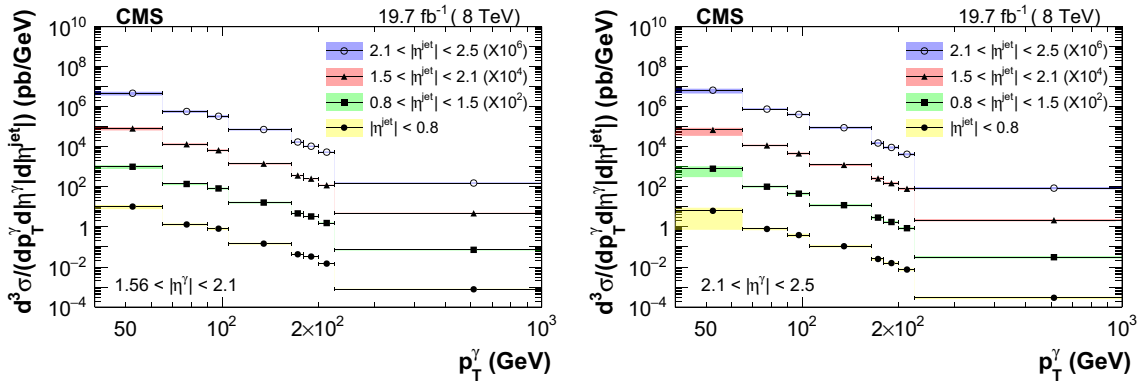 CMS 19.7 fb⁻¹ ( 8 TeV)
d³σ/(dp_T^γ d|η^γ|d|η^jet|) (pb/GeV)
10¹⁰
10⁸
10⁶
10⁴
10²
1
10⁻²
10⁻⁴
2.1 < |η^jet| < 2.5 (X10⁶)
1.5 < |η^jet| < 2.1 (X10⁴)
0.8 < |η^jet| < 1.5 (X10²)
|η^jet| < 0.8
1.56 < |η^γ| < 2.1
50 10² 2×10² 10³
p_T^γ (GeV)
CMS 19.7 fb⁻¹ ( 8 TeV)
d³σ/(dp_T^γ d|η^γ|d|η^jet|) (pb/GeV)
10¹⁰
10⁸
10⁶
10⁴
10²
1
10⁻²
10⁻⁴
2.1 < |η^jet| < 2.5 (X10⁶)
1.5 < |η^jet| < 2.1 (X10⁴)
0.8 < |η^jet| < 1.5 (X10²)
|η^jet| < 0.8
2.1 < |η^γ| < 2.5
50 10² 2×10² 10³
p_T^γ (GeV)